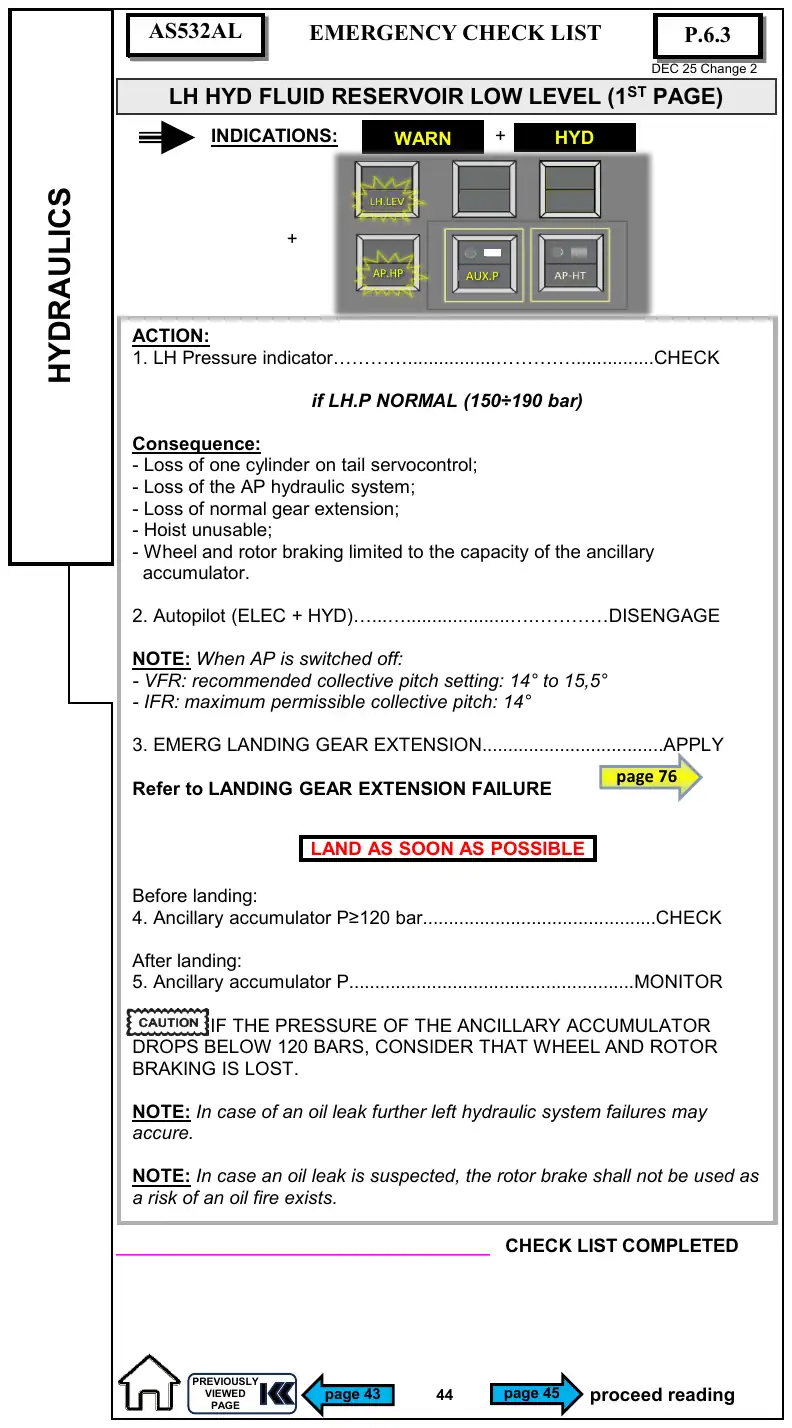 AS532AL
EMERGENCY CHECK LIST
P.6.3
DEC 25 Change 2
LH HYD FLUID RESERVOIR LOW LEVEL (1ST PAGE)
INDICATIONS:
WARN + HYD
LH.LEV
+
AP.HP
AUX.P
AP-HT
HYDRAULICS
ACTION:
1. LH Pressure indicator…………..................…………...............CHECK
if LH.P NORMAL (150÷190 bar)
Consequence:
- Loss of one cylinder on tail servocontrol;
- Loss of the AP hydraulic system;
- Loss of normal gear extension;
- Hoist unusable;
- Wheel and rotor braking limited to the capacity of the ancillary
accumulator.
2. Autopilot (ELEC + HYD)…...…....................……………DISENGAGE
NOTE: When AP is switched off:
- VFR: recommended collective pitch setting: 14° to 15,5°
- IFR: maximum permissible collective pitch: 14°
3. EMERG LANDING GEAR EXTENSION...................................APPLY
page 76
Refer to LANDING GEAR EXTENSION FAILURE
LAND AS SOON AS POSSIBLE
Before landing:
4. Ancillary accumulator P≥120 bar.............................................CHECK
After landing:
5. Ancillary accumulator P.......................................................MONITOR
CAUTION IF THE PRESSURE OF THE ANCILLARY ACCUMULATOR
DROPS BELOW 120 BARS, CONSIDER THAT WHEEL AND ROTOR
BRAKING IS LOST.
NOTE: In case of an oil leak further left hydraulic system failures may
accure.
NOTE: In case an oil leak is suspected, the rotor brake shall not be used as
a risk of an oil fire exists.
CHECK LIST COMPLETED
PREVIOUSLY
VIEWED
PAGE
page 43
44
page 45
proceed reading